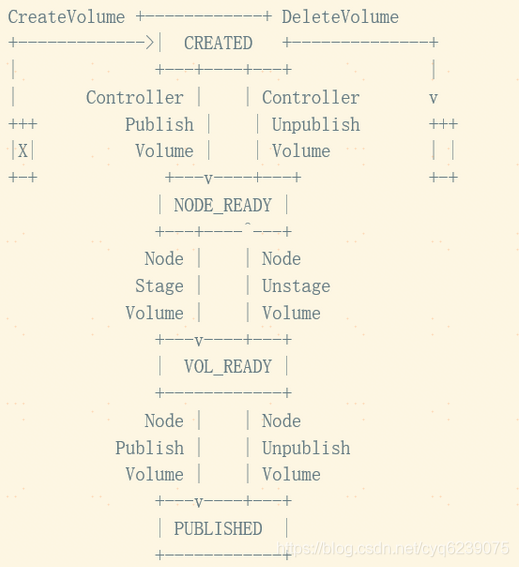 CreateVolume +------------+ DeleteVolume
+------------->|  CREATED   +--------------+
|              +---+----+---+              |
|       Controller |    | Controller       v
+++        Publish |    | Unpublish       +++
|X|         Volume |    | Volume          | |
+-+             +---v----+---+             +-+
               | NODE_READY |
               +---+----^---+
              Node |    | Node
             Stage |    | Unstage
            Volume |    | Volume
               +---v----+---+
               |  VOL_READY |
               +------------+
              Node |    | Node
           Publish |    | Unpublish
            Volume |    | Volume
               +---v----+---+
               | PUBLISHED  |
               +------------+
https://blog.csdn.net/cyq6239075